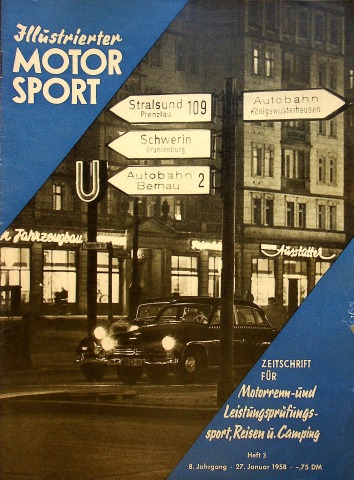 Illustrierter
MOTOR
SPORT
Stralsund 109
Prenzlau
Schwerin
Oranienburg
Autobahn
Bernau 2
Autobahn
Königswusterhausen
U
Fahrzeugbau
Ausstatter
ZEITSCHRIFT
FÜR
Motorrenn-und
Leistungsprüfungs-
sport, Reisen ü. Camping
Heft 3
8. Jahrgang · 27. Januar 1958 · -,75 DM